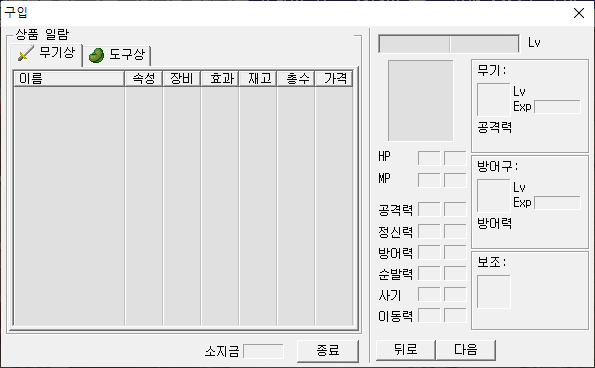 구입
상품 일람
무기상 도구상
이름 속성 장비 효과 재고 총수 가격
소지금 종료
Lv
HP
MP
공격력
정신력
방어력
순발력
사기
이동력
무기:
Lv
Exp
공격력
방어구:
Lv
Exp
방어력
보조:
뒤로 다음